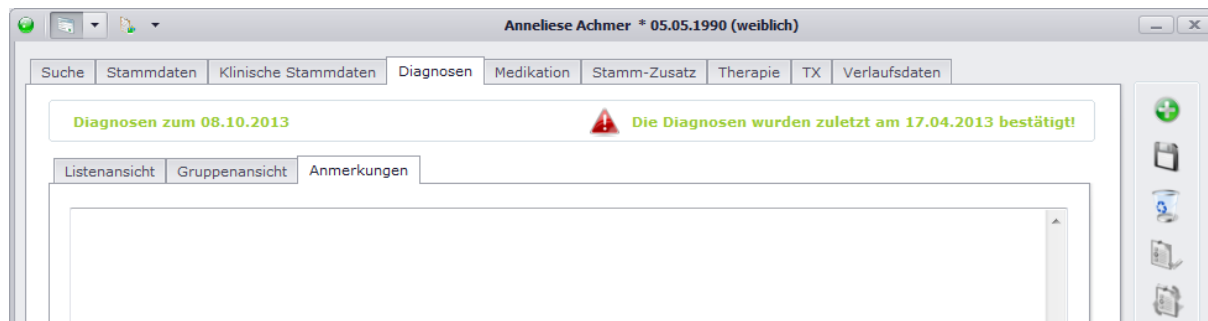 Anneliese Achmer * 05.05.1990 (weiblich)
Suche Stammdaten Klinische Stammdaten Diagnosen Medikation Stamm-Zusatz Therapie TX Verlaufsdaten
Diagnosen zum 08.10.2013 Die Diagnosen wurden zuletzt am 17.04.2013 bestätigt!
Listenansicht Gruppenansicht Anmerkungen